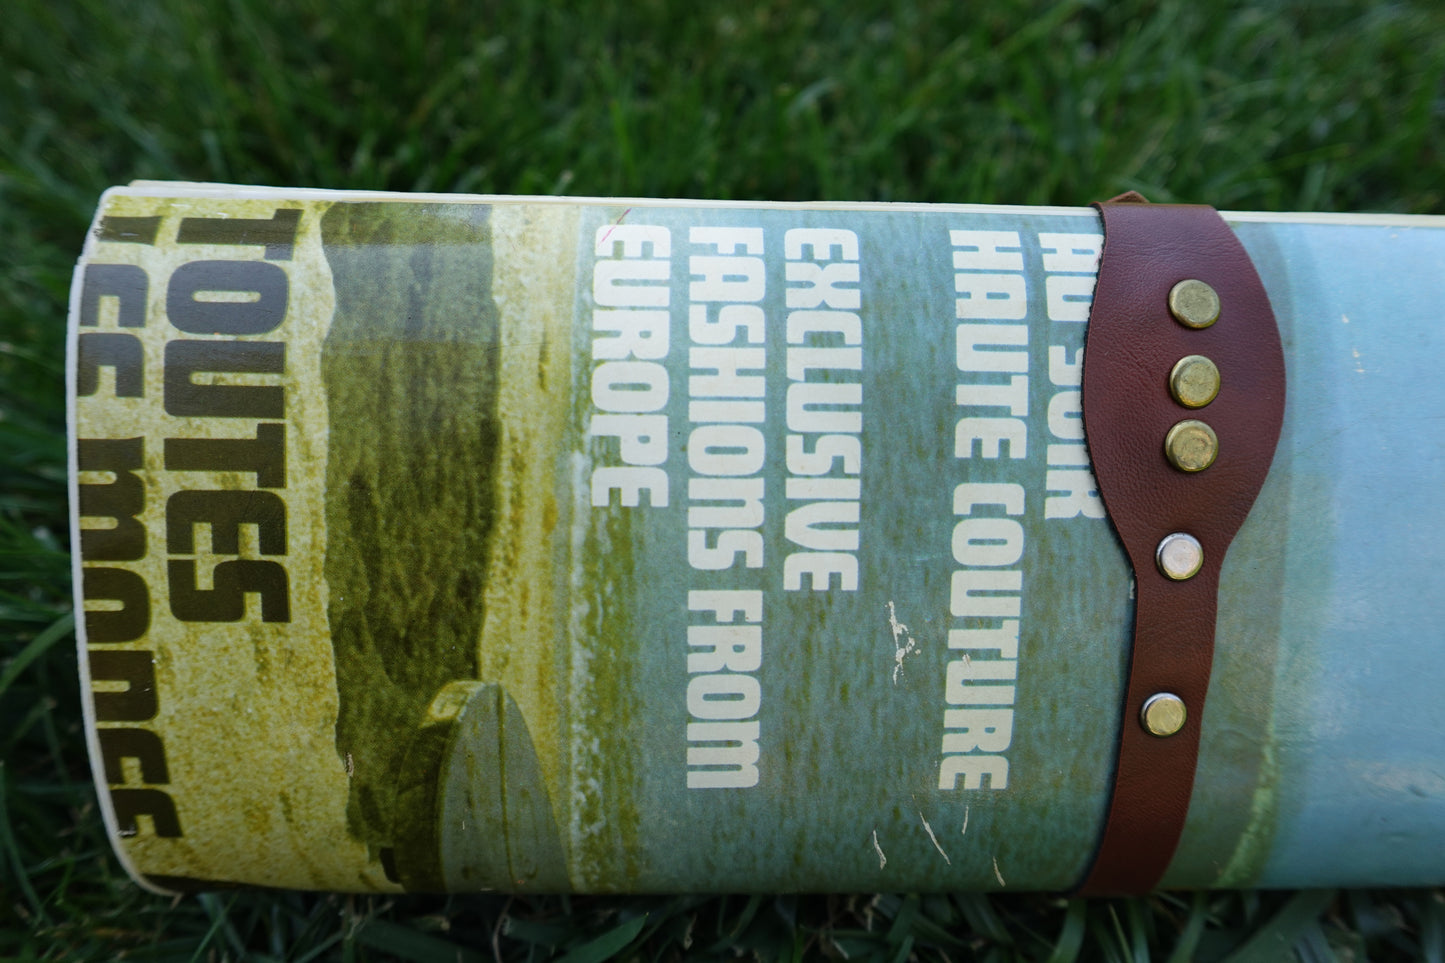 AU SOIR
HAUTE COUTURE
EXCLUSIVE
FASHIONS FROM
EUROPE
TOUTES